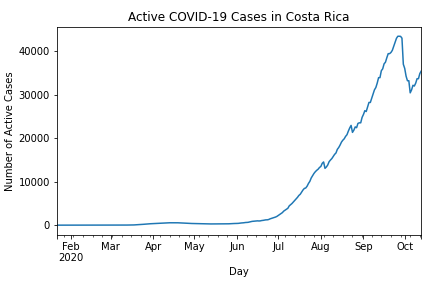 Active COVID-19 Cases in Costa Rica
Number of Active Cases
40000
30000
20000
10000
0
Feb Mar Apr May Jun Jul Aug Sep Oct
2020
Day